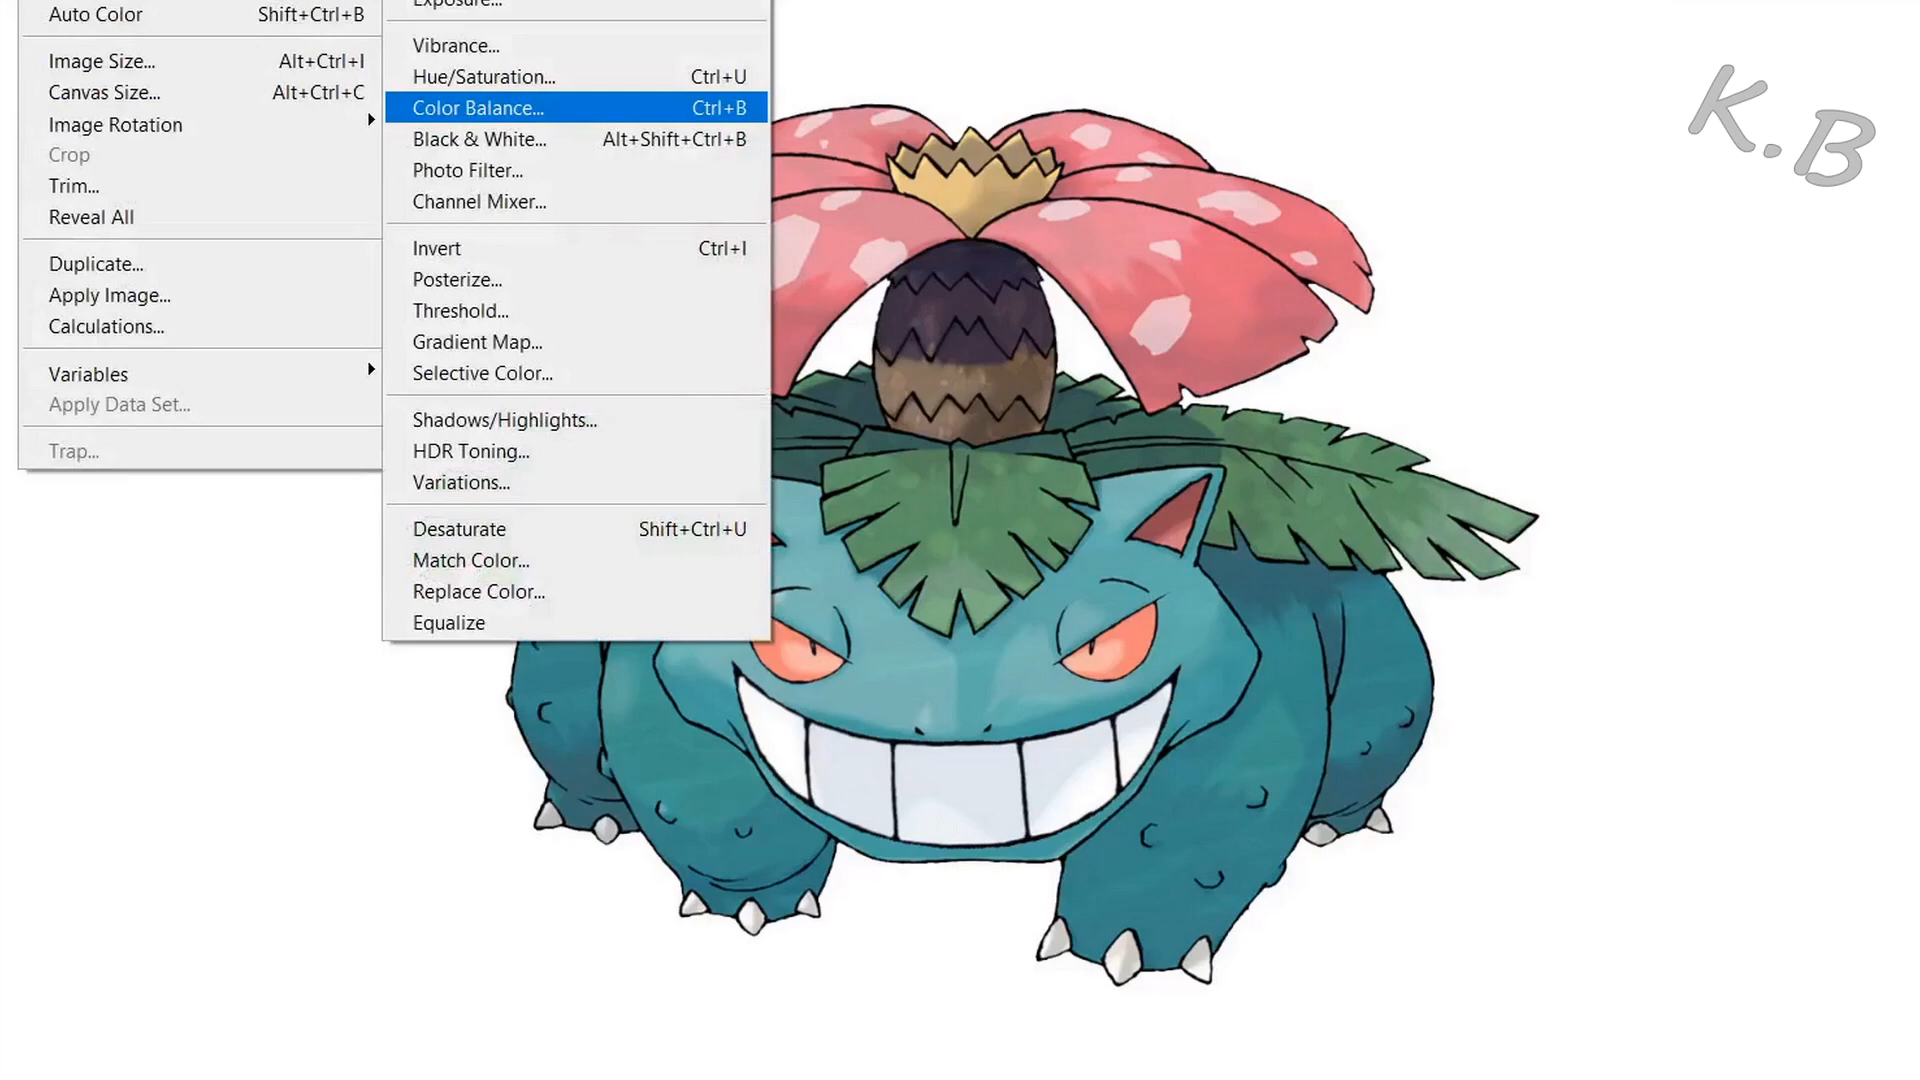 Auto Color Shift+Ctrl+B
Image Size... Alt+Ctrl+I
Canvas Size... Alt+Ctrl+C
Image Rotation
Crop
Trim...
Reveal All
Duplicate...
Apply Image...
Calculations...
Variables
Apply Data Set...
Trap...
Exposure...
Vibrance...
Hue/Saturation... Ctrl+U
Color Balance... Ctrl+B
Black & White... Alt+Shift+Ctrl+B
Photo Filter...
Channel Mixer...
Invert Ctrl+I
Posterize...
Threshold...
Gradient Map...
Selective Color...
Shadows/Highlights...
HDR Toning...
Variations...
Desaturate Shift+Ctrl+U
Match Color...
Replace Color...
Equalize
K.B